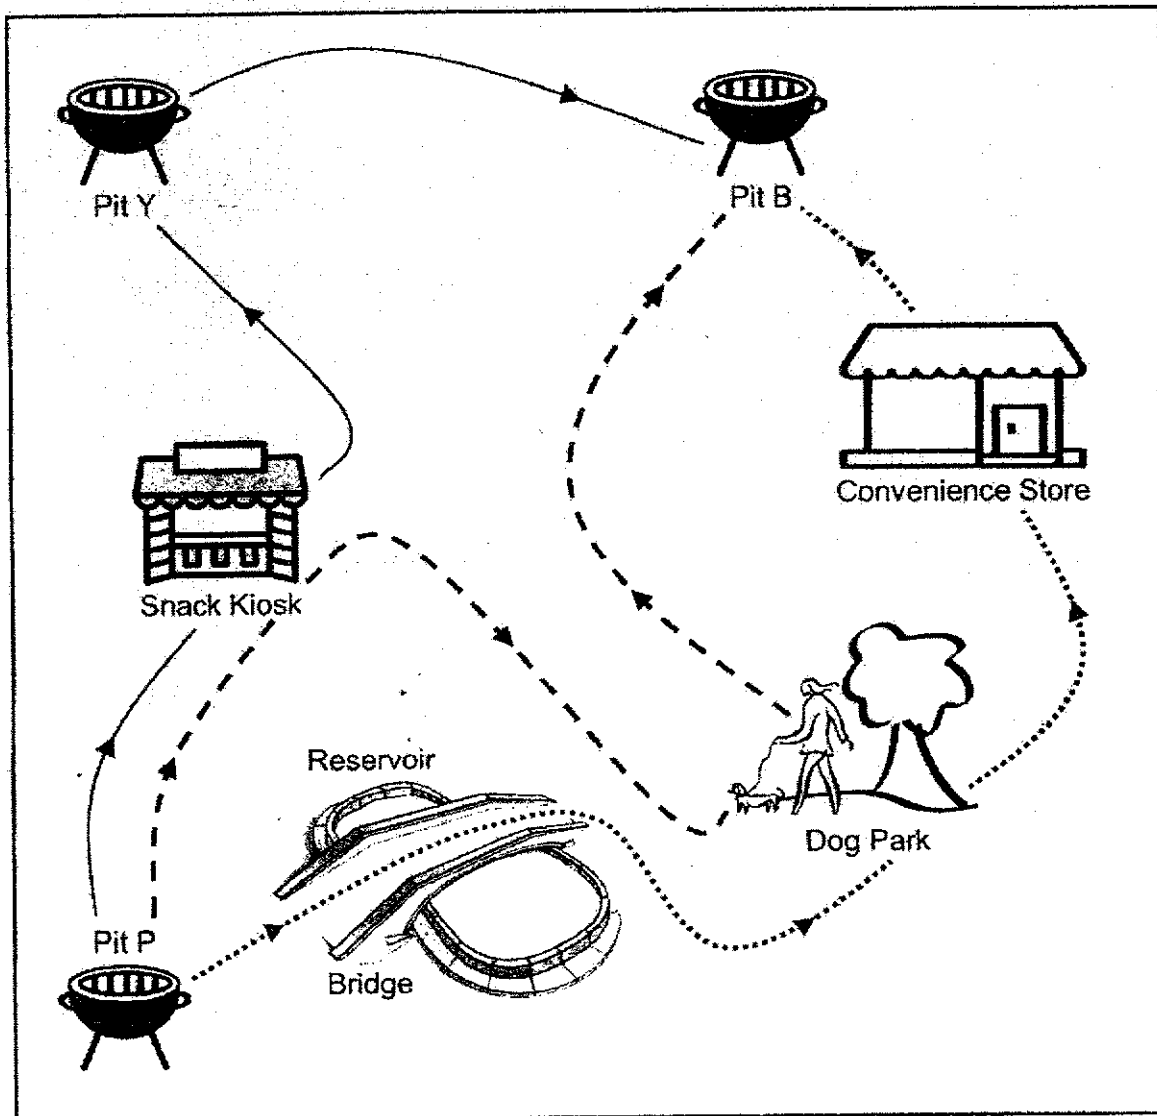 Pit Y
Pit B
Convenience Store
Snack Kiosk
Reservoir
Dog Park
Pit P
Bridge